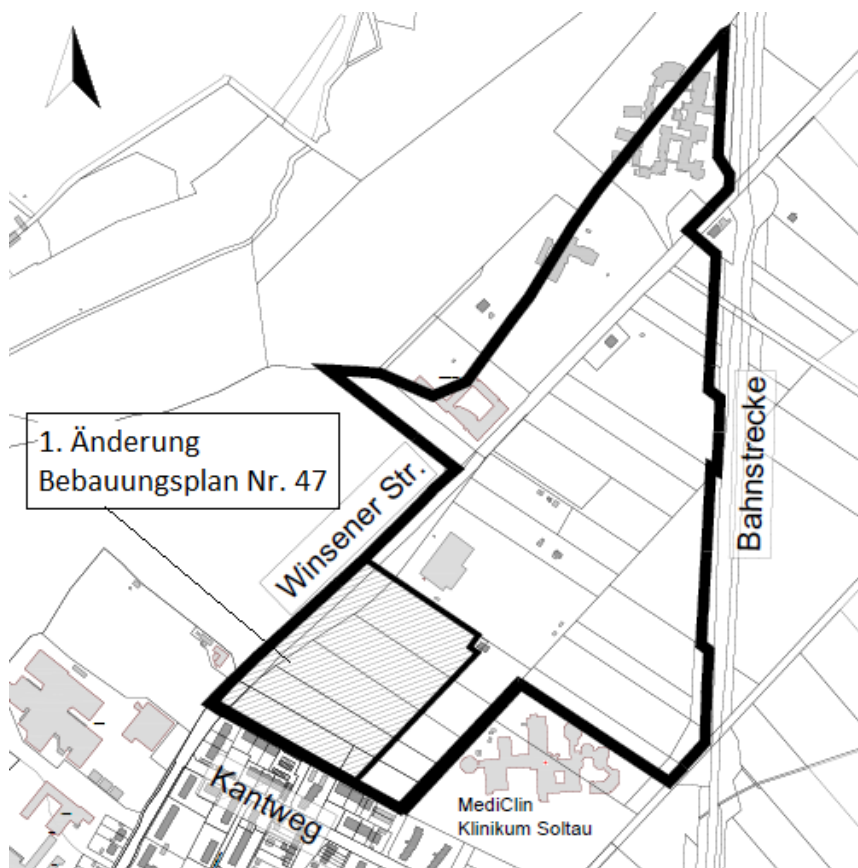 1. Änderung
Bebauungsplan Nr. 47
Winsener Str.
Bahnstrecke
Kantweg
MediClin
Klinikum Soltau